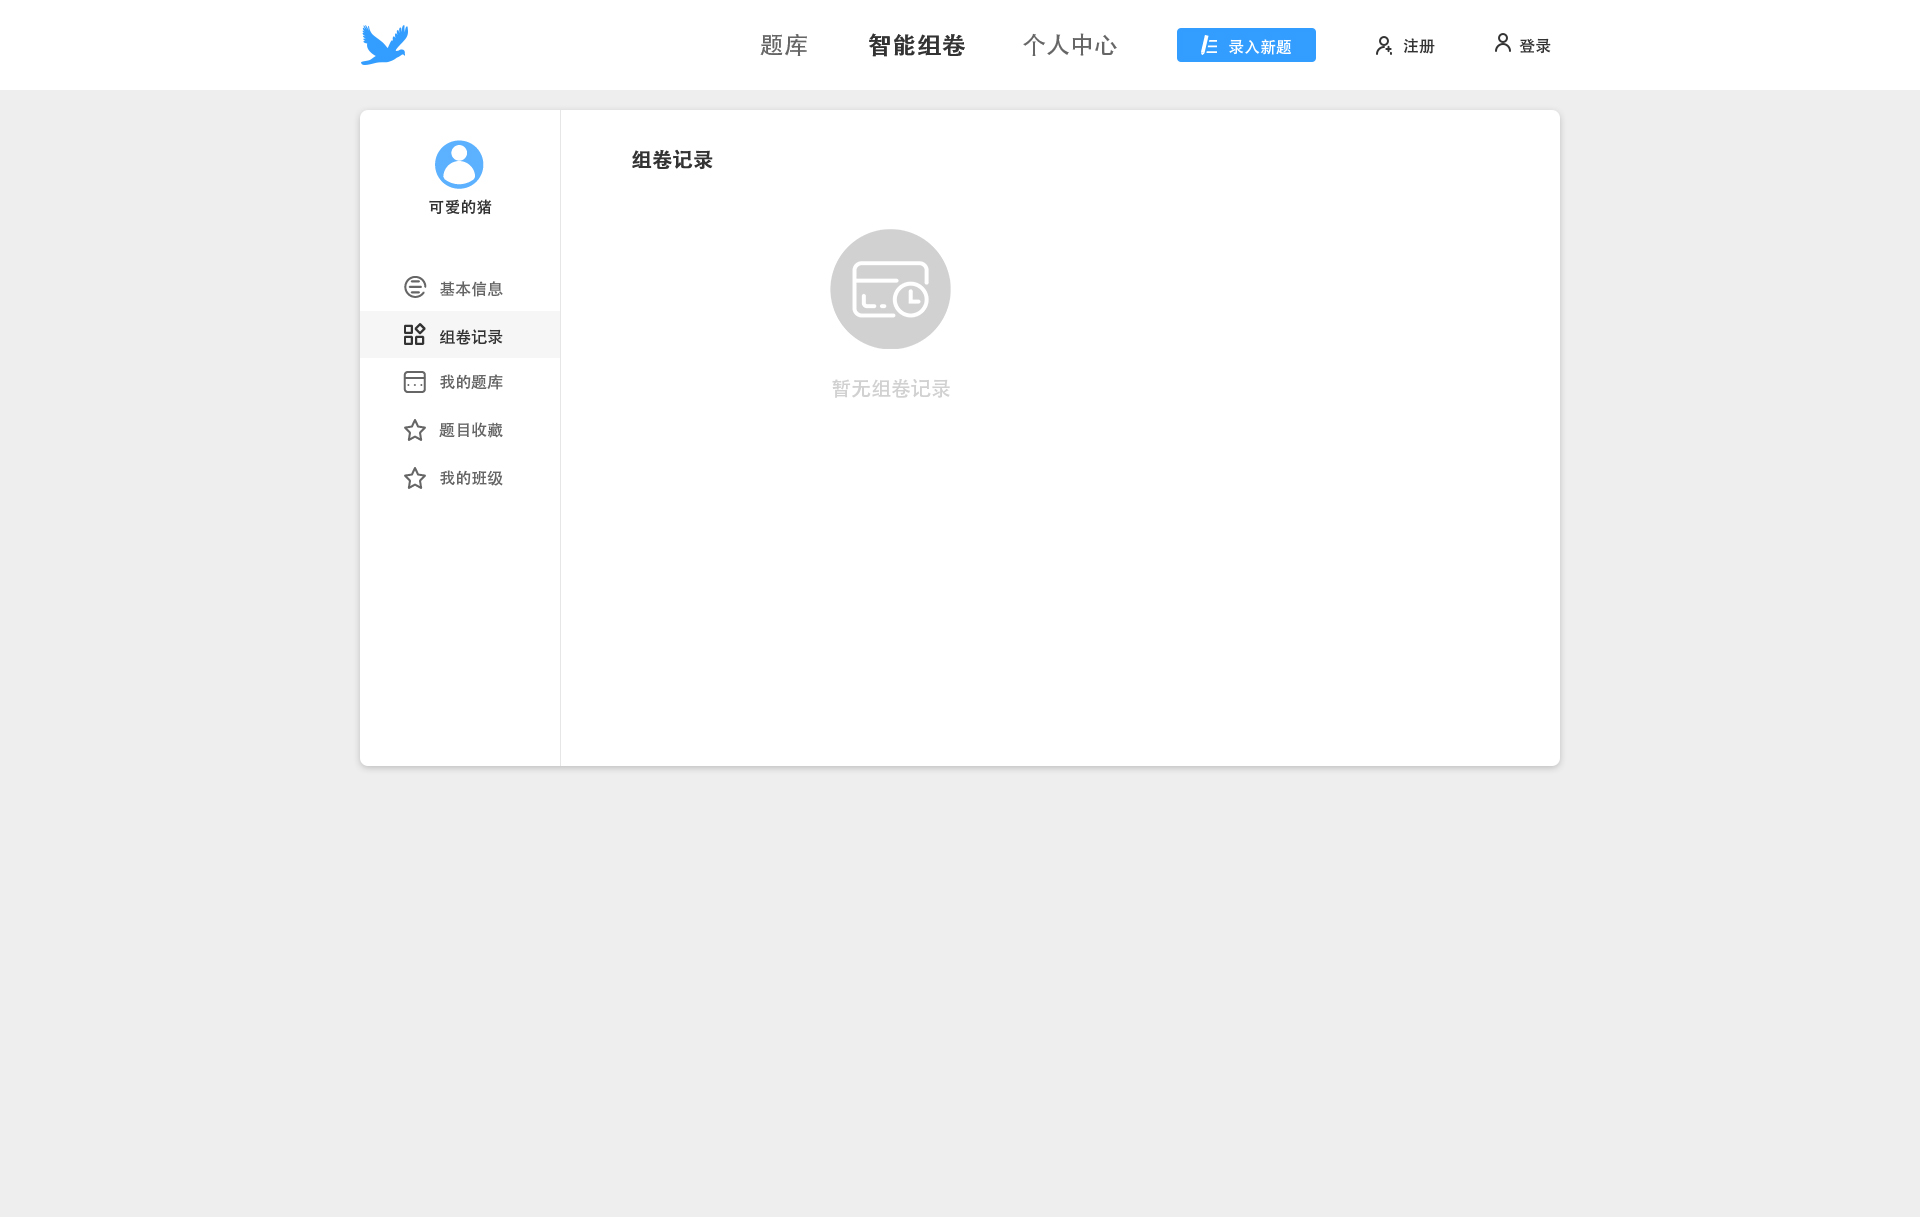 题库
智能组卷
个人中心
录入新题
注册
登录
可爱的猪
基本信息
组卷记录
我的题库
题目收藏
我的班级
组卷记录
暂无组卷记录